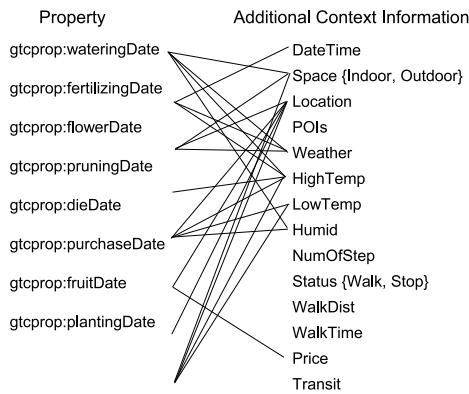 Property
Additional Context Information
gtcprop:wateringDate
gtcprop:fertilizingDate
gtcprop:flowerDate
gtcprop:pruningDate
gtcprop:dieDate
gtcprop:purchaseDate
gtcprop:fruitDate
gtcprop:plantingDate
DateTime
Space {Indoor, Outdoor}
Location
POIs
Weather
HighTemp
LowTemp
Humid
NumOfStep
Status {Walk, Stop}
WalkDist
WalkTime
Price
Transit